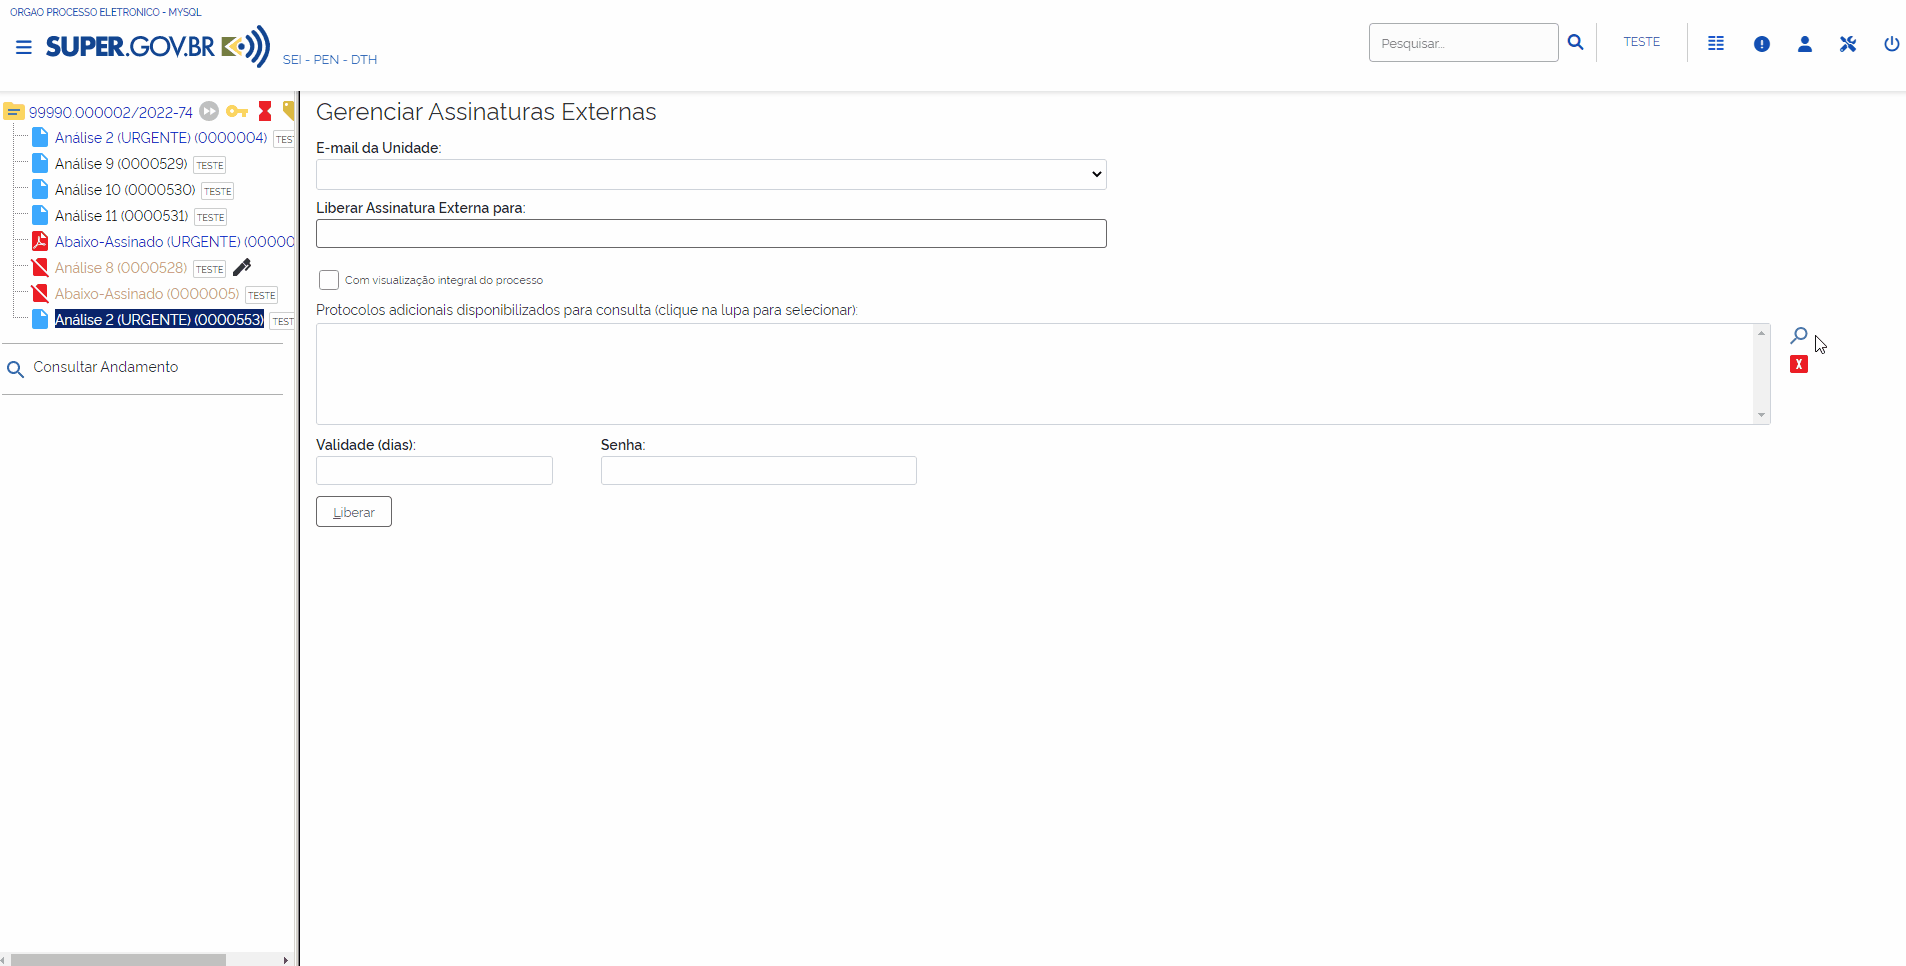 ORGAO PROCESSO ELETRONICO - MYSQL
SUPER.GOV.BR
SEI - PEN - DTH
Pesquisar...
TESTE
99990.000002/2022-74
Análise 2 (URGENTE) (0000004) TEST
Análise 9 (0000529) TESTE
Análise 10 (0000530) TESTE
Análise 11 (0000531) TESTE
Abaixo-Assinado (URGENTE) (00000
Análise 8 (0000528) TESTE
Abaixo-Assinado (0000005) TESTE
Análise 2 (URGENTE) (0000553) TEST
Consultar Andamento
Gerenciar Assinaturas Externas
E-mail da Unidade:
Liberar Assinatura Externa para:
Com visualização integral do processo
Protocolos adicionais disponibilizados para consulta (clique na lupa para selecionar):
X
Validade (dias): Senha:
Liberar